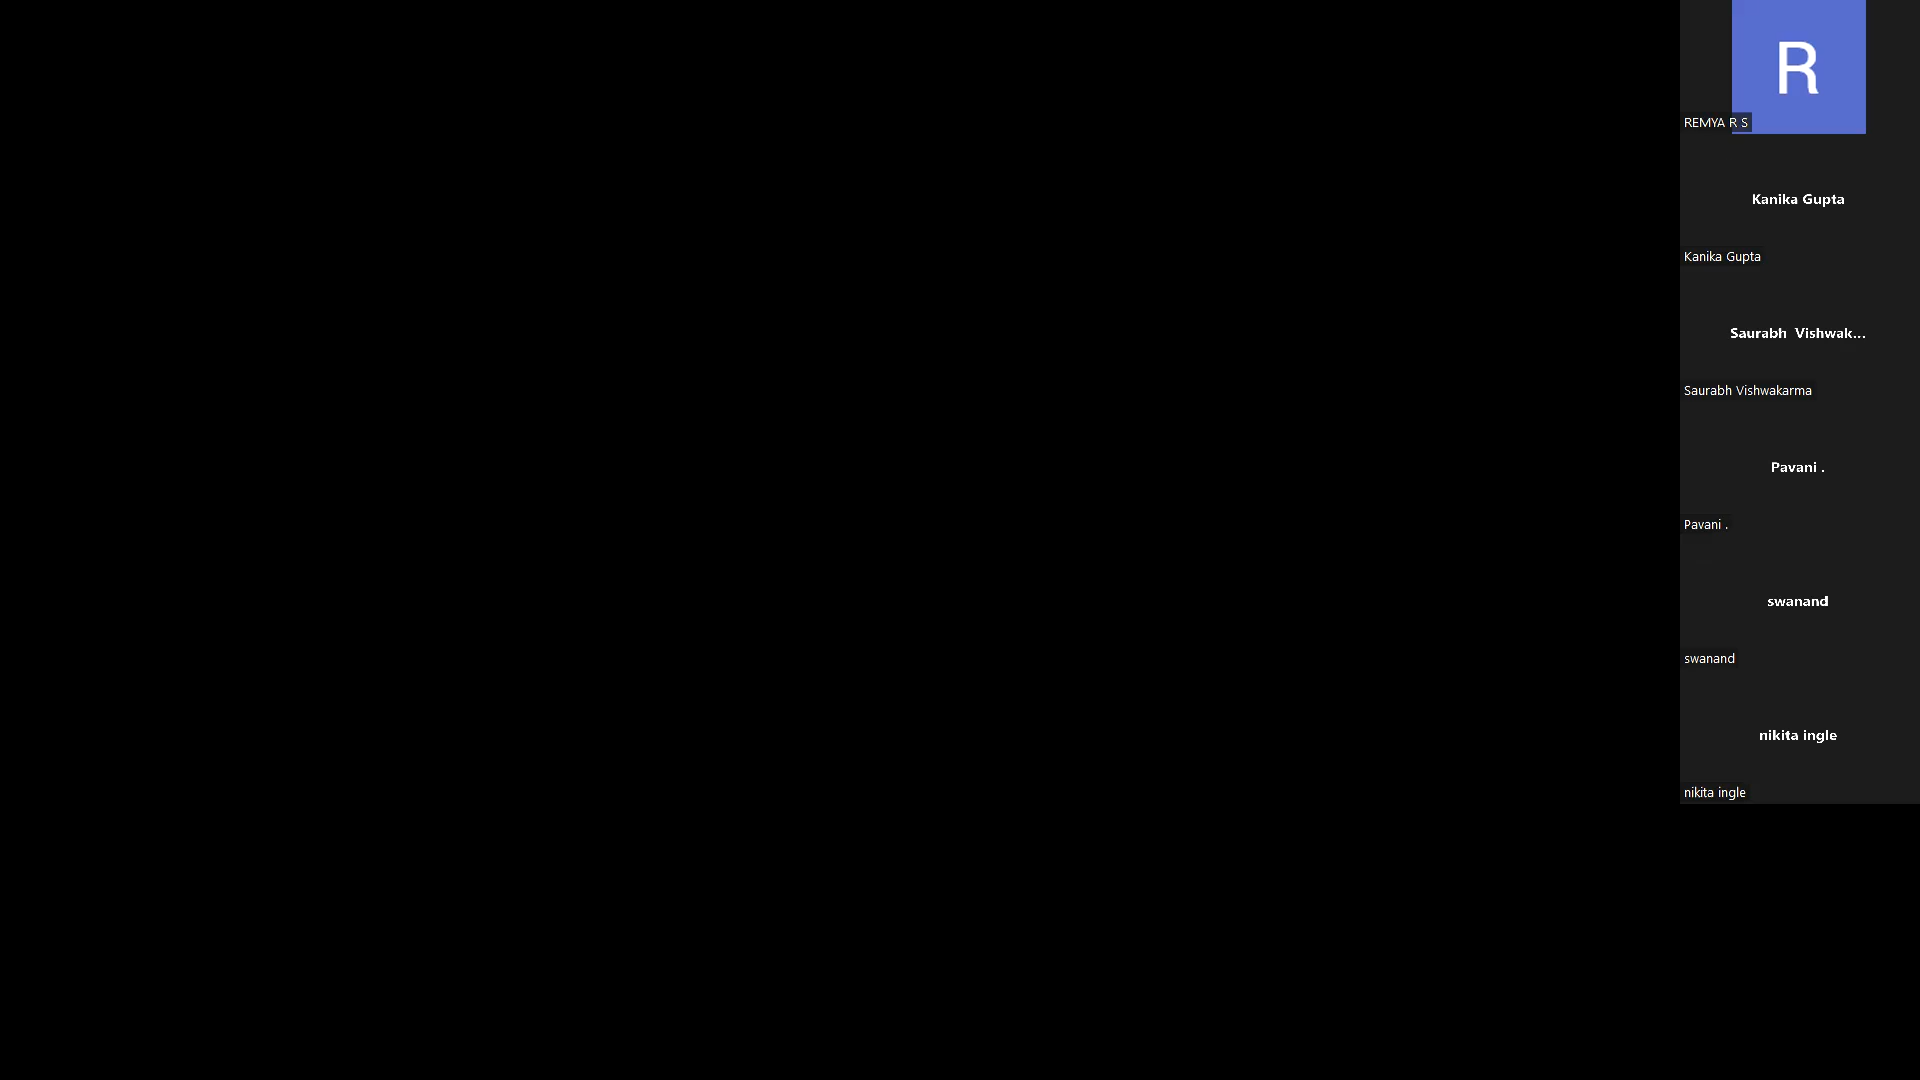 R
REMYA R S
Kanika Gupta
Kanika Gupta
Saurabh  Vishwak...
Saurabh Vishwakarma
Pavani .
Pavani .
swanand
swanand
nikita ingle
nikita ingle